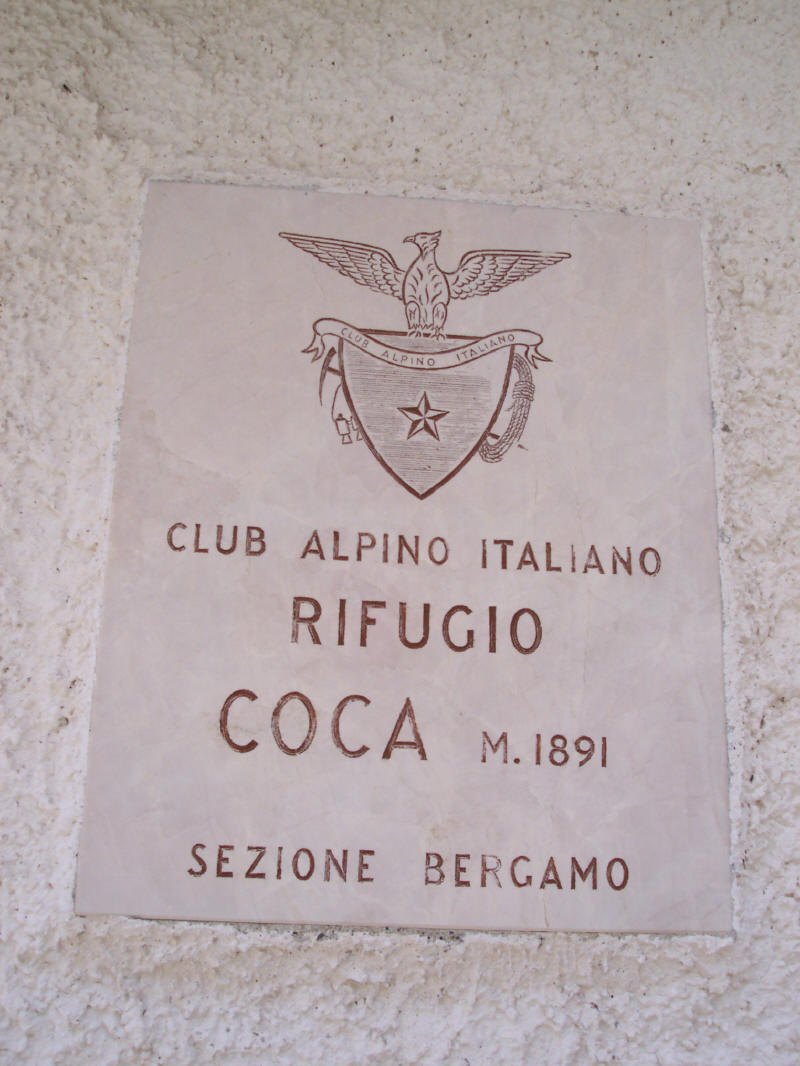 CLUB ALPINO ITALIANO
CLUB ALPINO ITALIANO
RIFUGIO
COCA M. 1891
SEZIONE BERGAMO